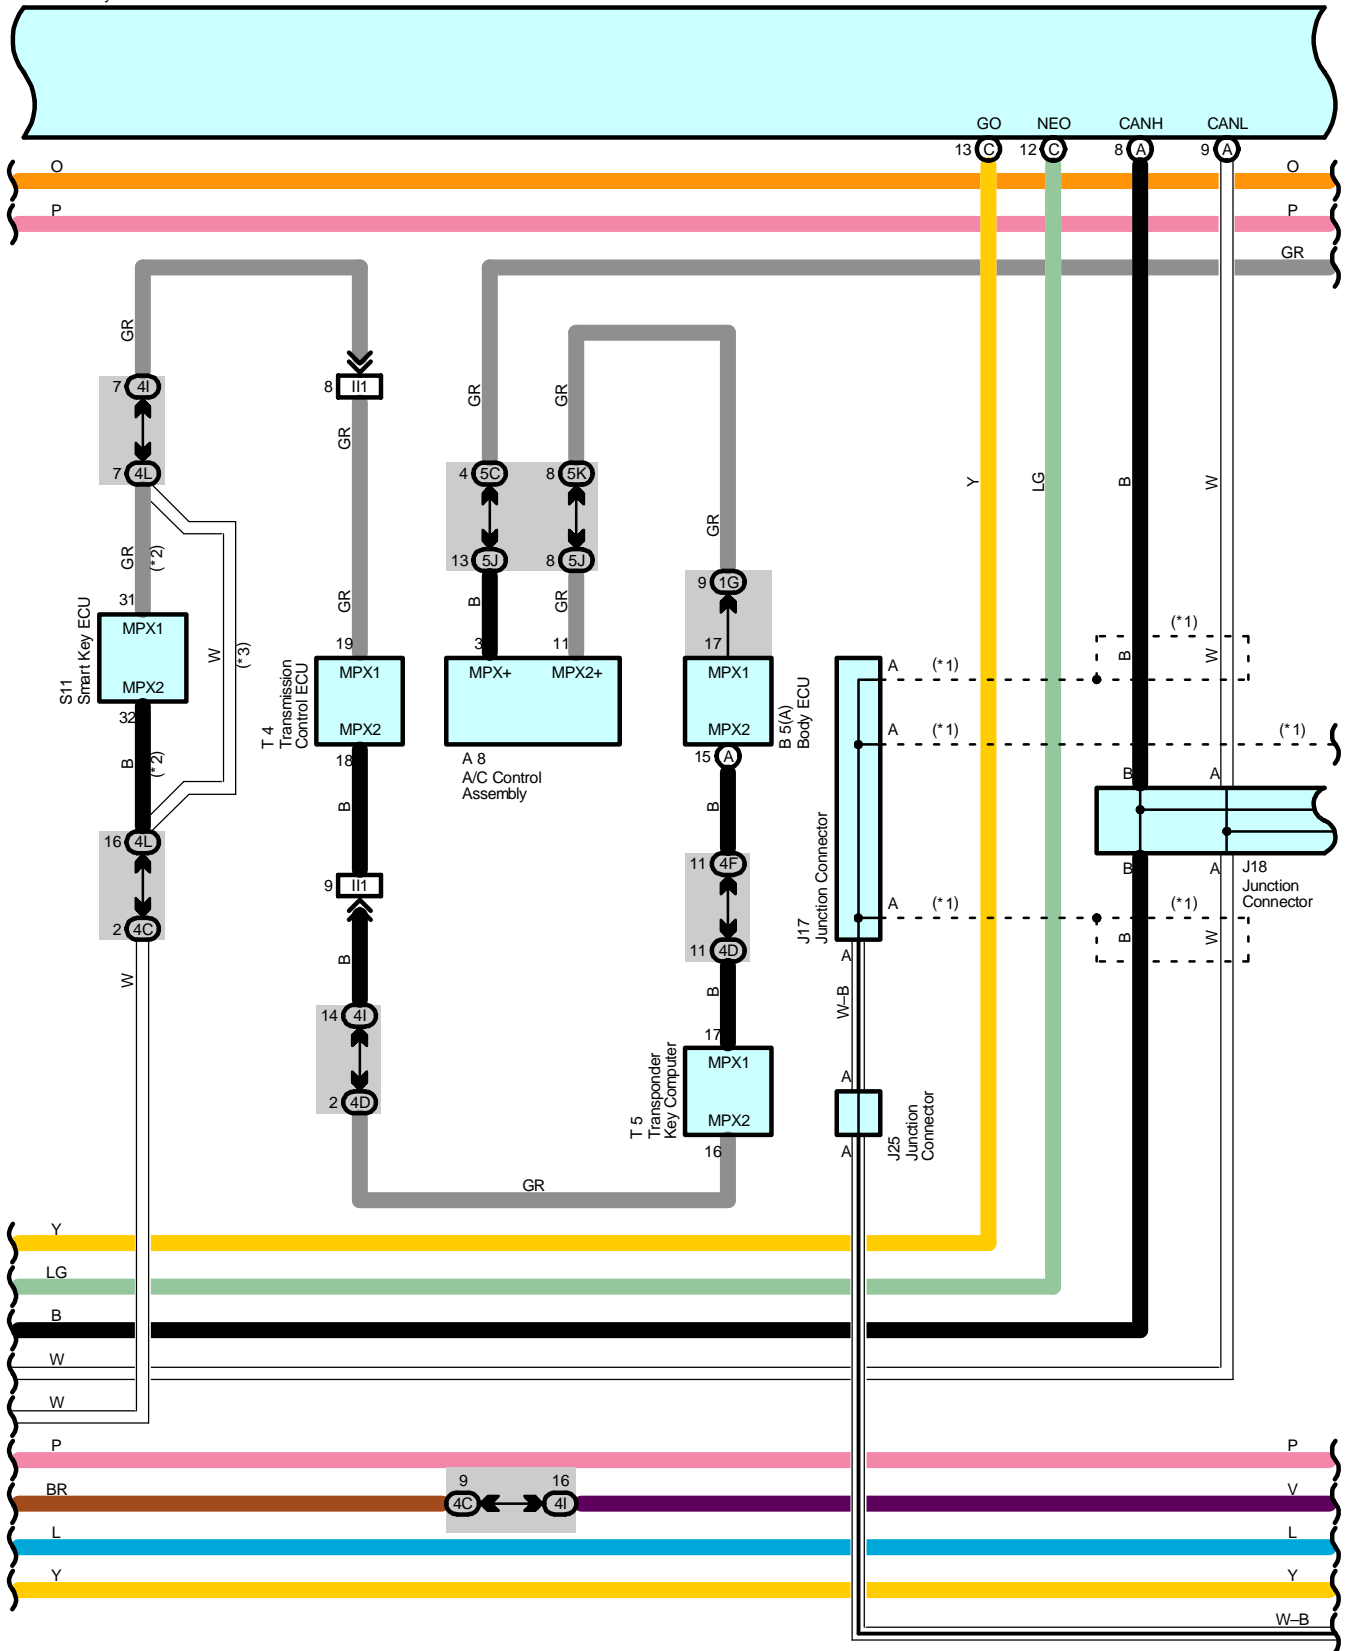 GO NEO CANH CANL
13 C 12 C 8 A 9 A
O O
P P
GR
GR
7 4I
8 II1
GR GR GR
GR
7 4L
4 5C 8 5K
Y LG B W
GR
GR (*2)
13 5J 8 5J
9 1G
31
B GR
GR
W (*3)
S11 Smart Key ECU
MPX1
MPX2
32
B (*2)
19
T 4 Transmission Control ECU
MPX1
MPX2
18
3 11
MPX+ MPX2+
A 8
A/C Control
Assembly
17
MPX1
MPX2
B 5(A) Body ECU
15 A
B
(*1)
B W
A (*1)
A (*1) (*1)
B A
J17 Junction Connector
B A
J18
Junction
Connector
A (*1) (*1)
B W
16 4L
B
9 II1
11 4F
2 4C
W
B
11 4D
A
W–B
B
14 4I
2 4D
17
T 5 Transponder Key Computer
MPX1
MPX2
16
A
A
J25 Junction Connector
GR
Y
LG
B
W
W
P P
9 16
BR 4C 4I V
L L
Y Y
W–B